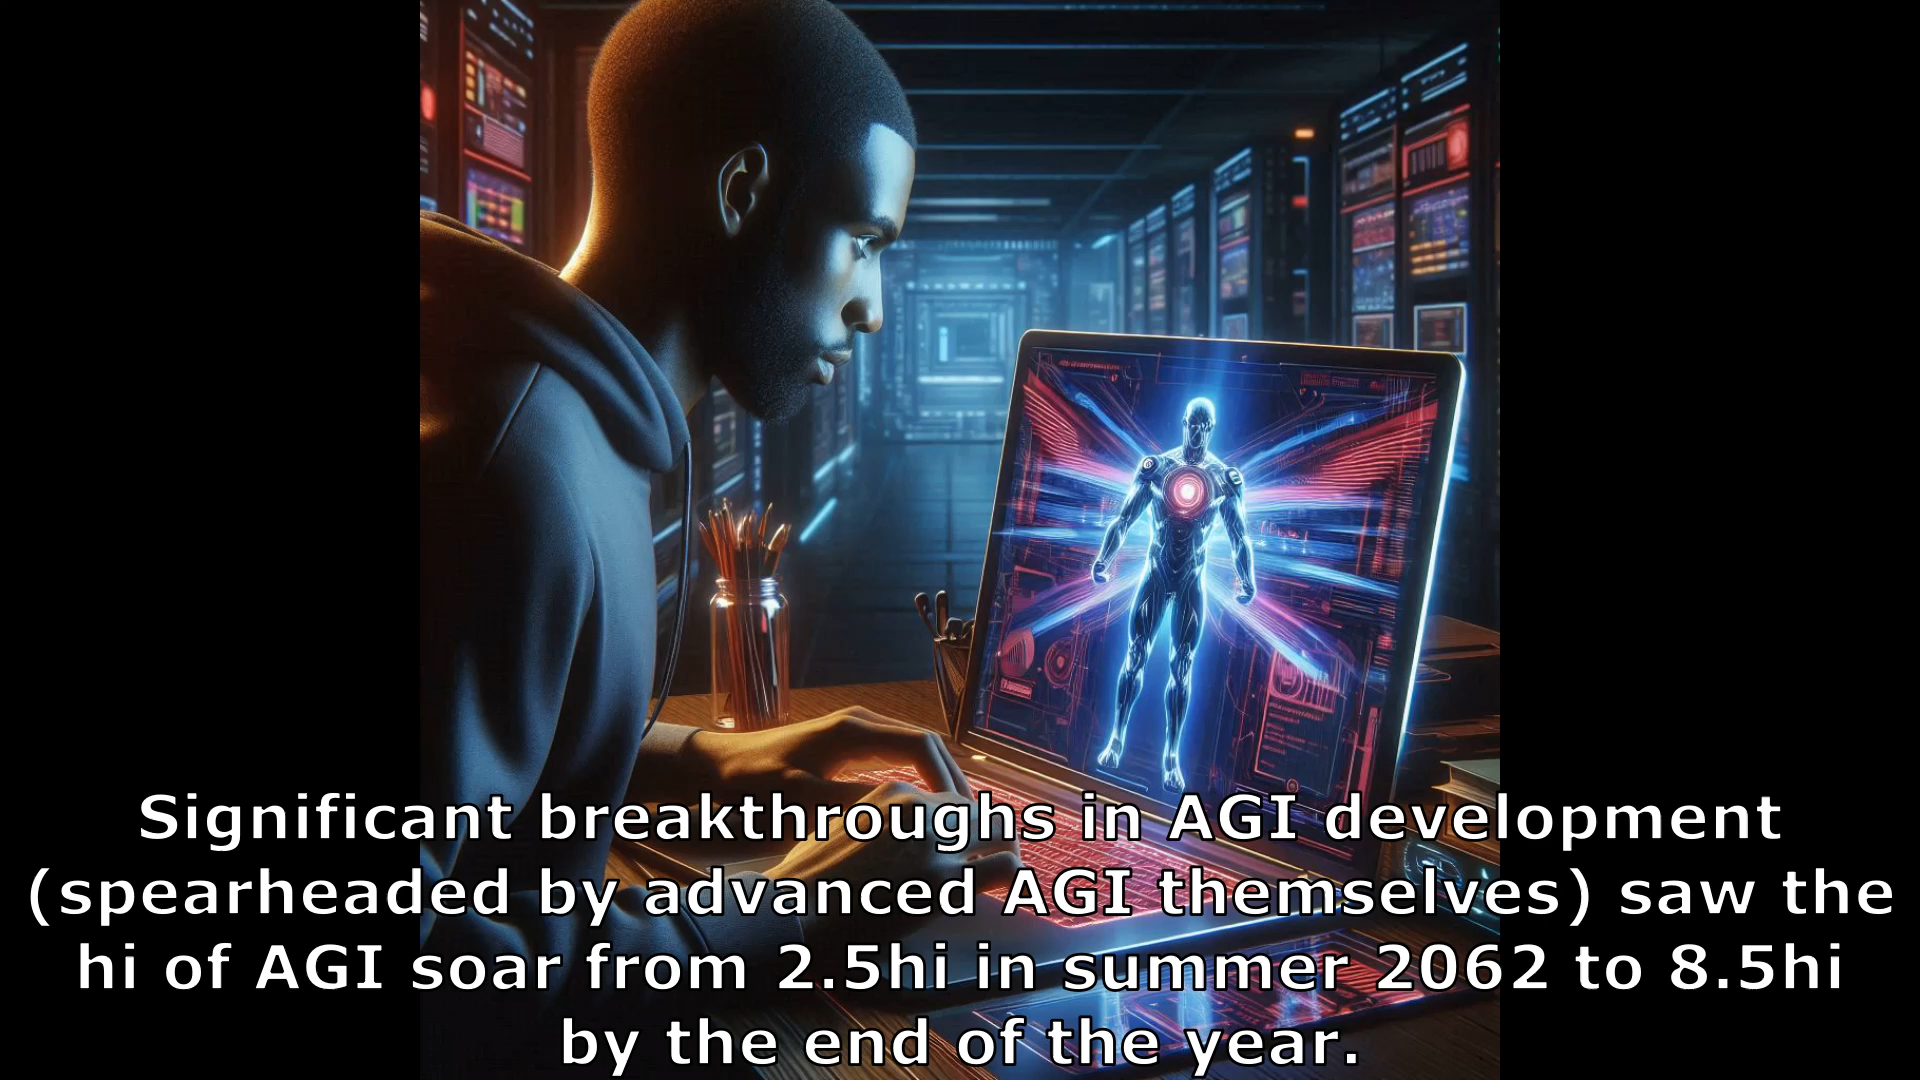 Significant breakthroughs in AGI development
(spearheaded by advanced AGI themselves) saw the
hi of AGI soar from 2.5hi in summer 2062 to 8.5hi
by the end of the year.